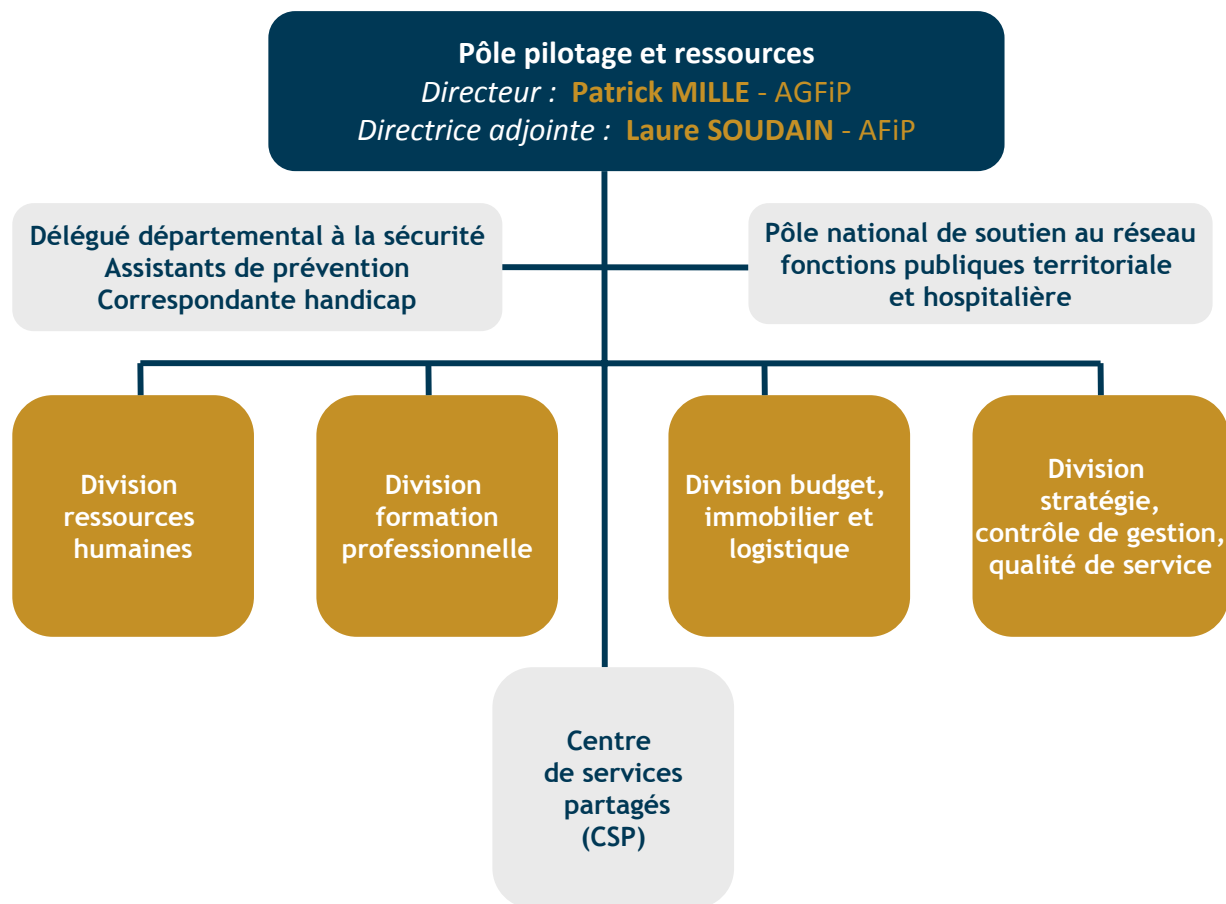 Pôle pilotage et ressources
Directeur : Patrick MILLE - AGFiP
Directrice adjointe : Laure SOUDAIN - AFiP
Délégué départemental à la sécurité
Assistants de prévention
Correspondante handicap
Pôle national de soutien au réseau
fonctions publiques territoriale
et hospitalière
Division
ressources
humaines
Division
formation
professionnelle
Division budget,
immobilier et
logistique
Division
stratégie,
contrôle de gestion,
qualité de service
Centre
de services
partagés
(CSP)